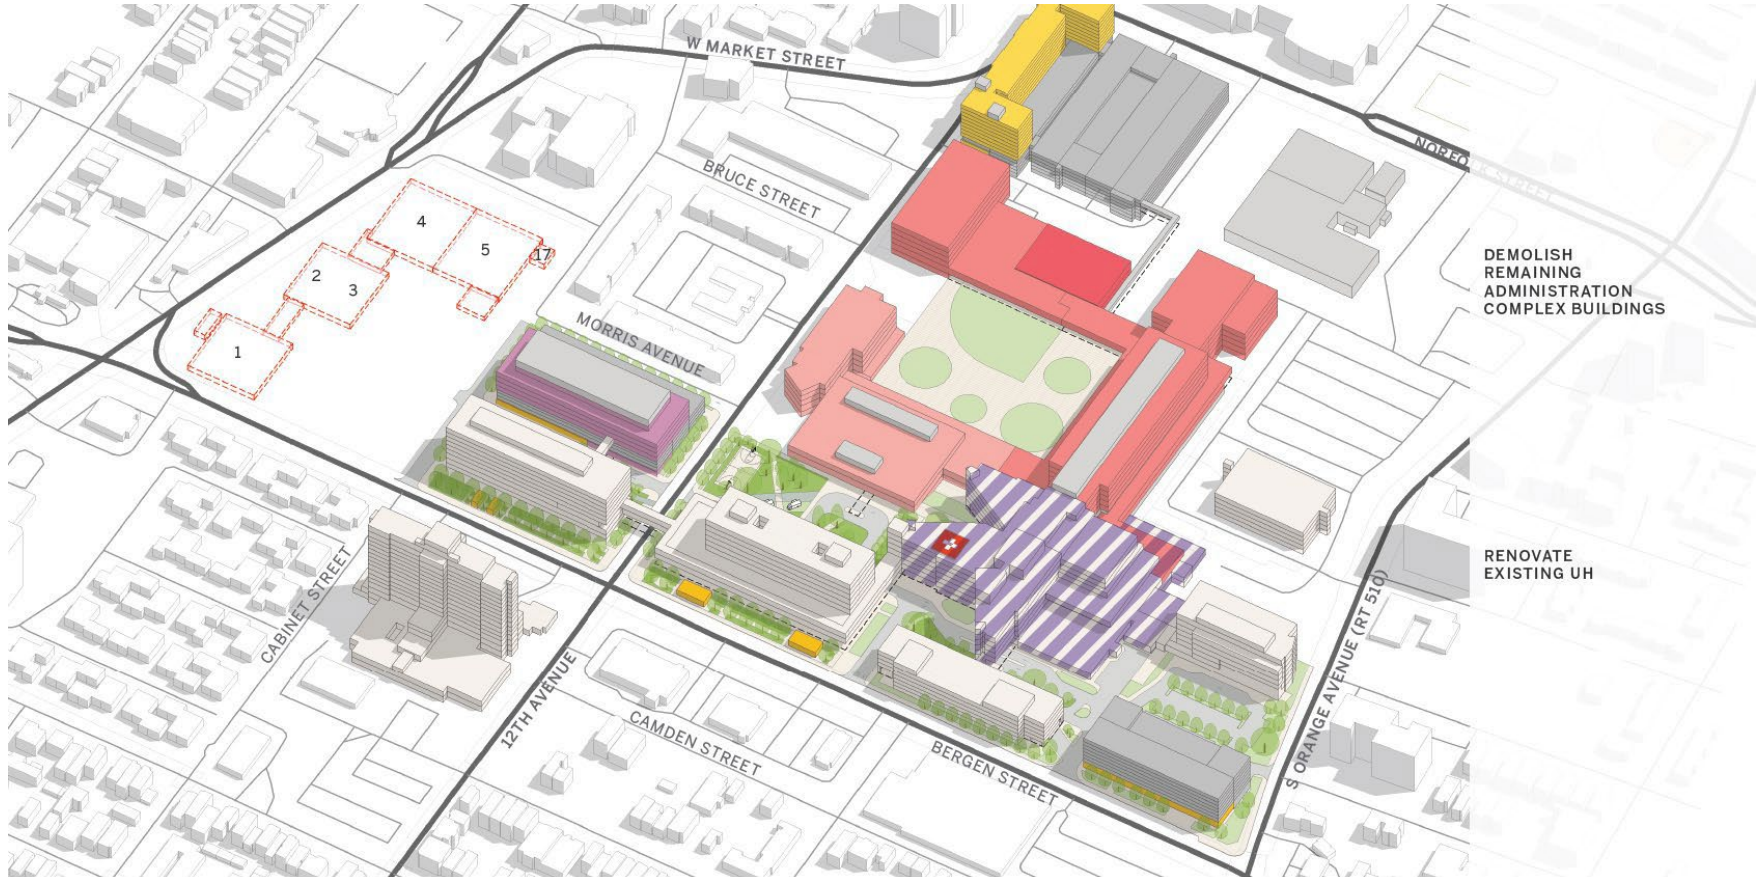 W MARKET STREET
NORFOLK STREET
BRUCE STREET
4
5
17
2
3
1
MORRIS AVENUE
DEMOLISH
REMAINING
ADMINISTRATION
COMPLEX BUILDINGS
RENOVATE
EXISTING UH
CABINET STREET
12TH AVENUE
CAMDEN STREET
BERGEN STREET
S ORANGE AVENUE (RT 510)